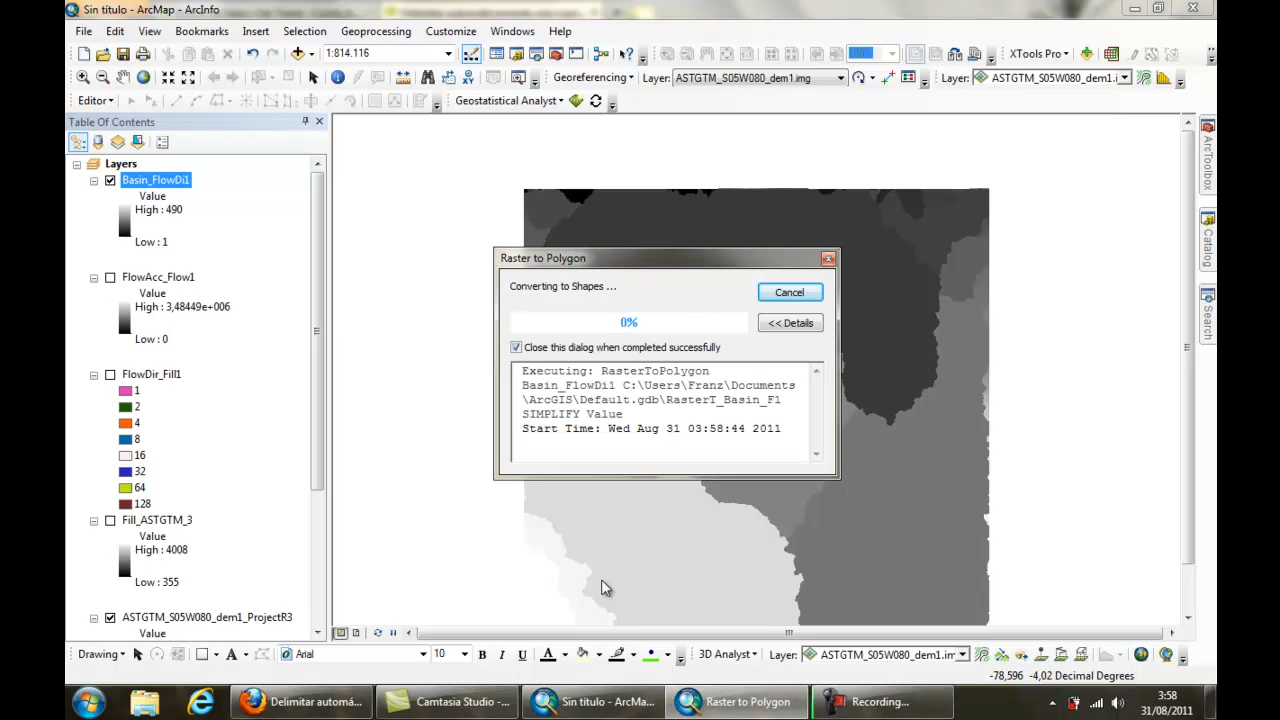 Sin título - ArcMap - ArcInfo
File Edit View Bookmarks Insert Selection Geoprocessing Customize Windows Help
1:814.116
XTools Pro
Georeferencing Layer: ASTGTM_S05W080_dem1.img Layer: ASTGTM_S05W080_dem1.i
Editor Geostatistical Analyst
Table Of Contents
Layers
Basin_FlowDi1
Value
High : 490
Low : 1
FlowAcc_Flow1
Value
High : 3,48449e+006
Low : 0
FlowDir_Fill1
1
2
4
8
16
32
64
128
Fill_ASTGTM_3
Value
High : 4008
Low : 355
ASTGTM_S05W080_dem1_ProjectR3
Value
Raster to Polygon
Converting to Shapes ...
Cancel
0%
<< Details
Close this dialog when completed successfully
Executing: RasterToPolygon
Basin_FlowDi1 C:\Users\Franz\Documents
\ArcGIS\Default.gdb\RasterT_Basin_F1
SIMPLIFY Value
Start Time: Wed Aug 31 03:58:44 2011
ArcToolbox
Catalog
Search
Drawing Arial 10 B I U A 3D Analyst Layer: ASTGTM_S05W080_dem1.im
-78,596 -4,02 Decimal Degrees
Delimitar automá... Camtasia Studio -... Sin título - ArcMa... Raster to Polygon Recording...
3:58
31/08/2011